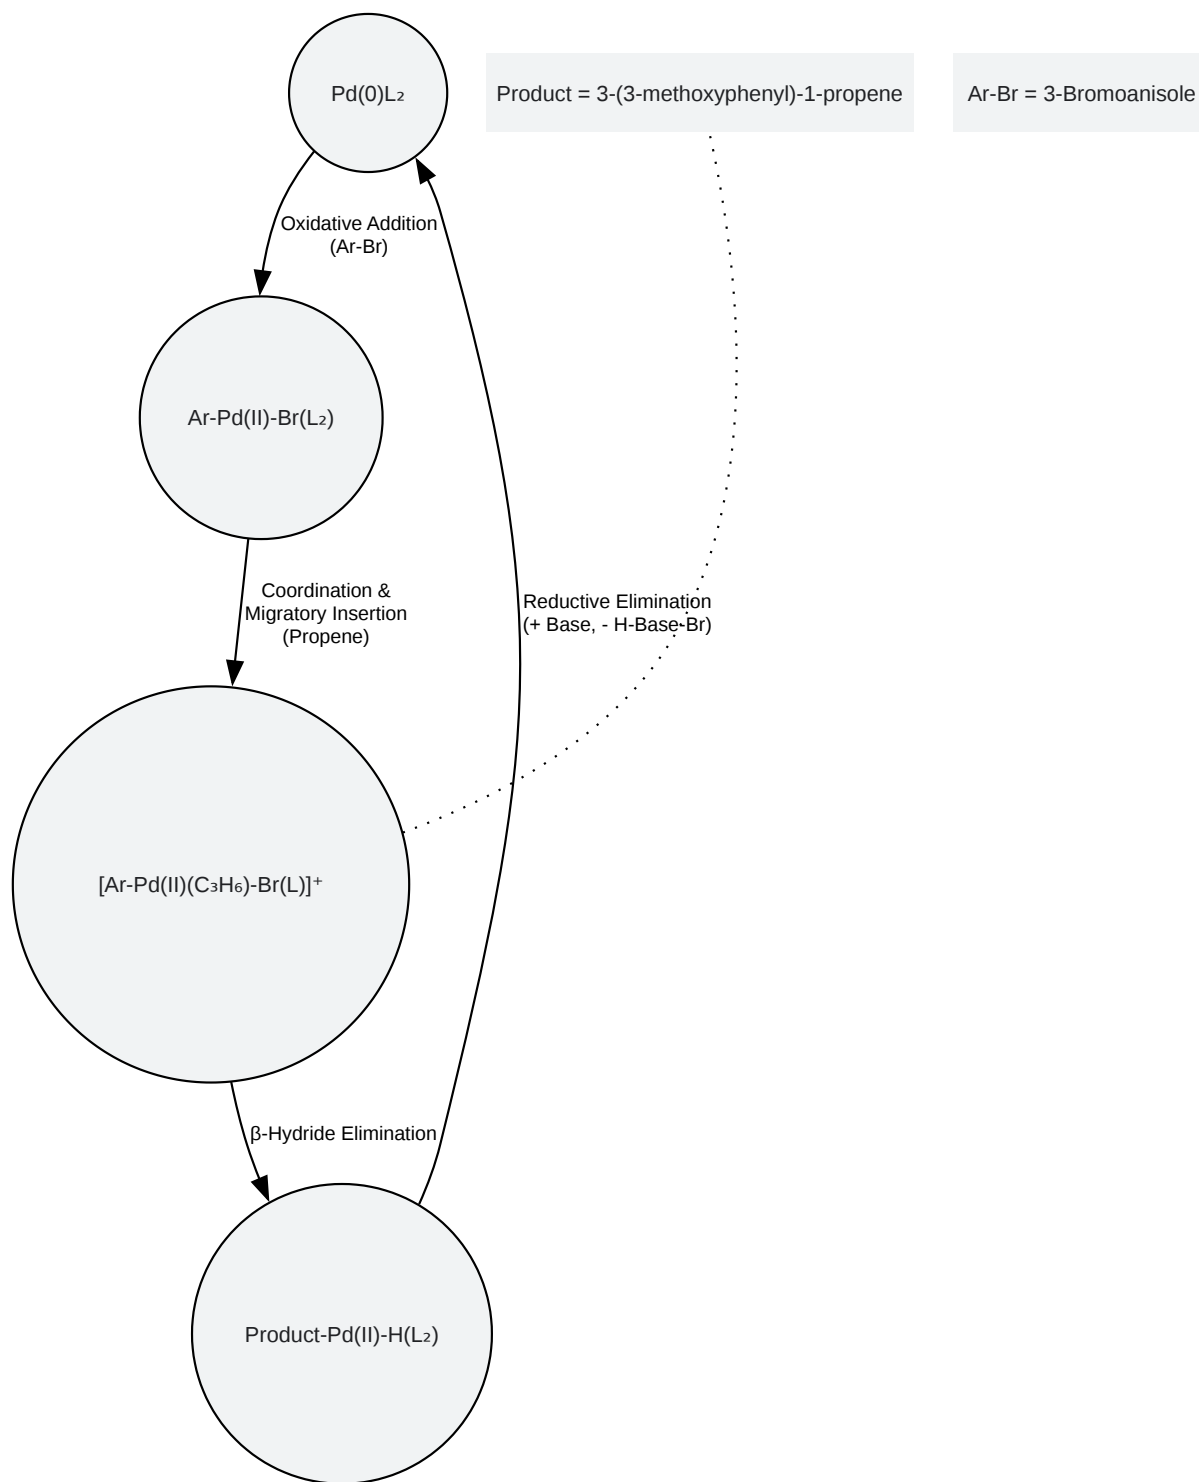 Pd(0)L₂
Product = 3-(3-methoxyphenyl)-1-propene
Ar-Br = 3-Bromoanisole
Oxidative Addition
(Ar-Br)
Ar-Pd(II)-Br(L₂)
Coordination &
Migratory Insertion
(Propene)
Reductive Elimination
(+ Base, - H-Base-Br)
[Ar-Pd(II)(C₃H₆)-Br(L)]⁺
β-Hydride Elimination
Product-Pd(II)-H(L₂)